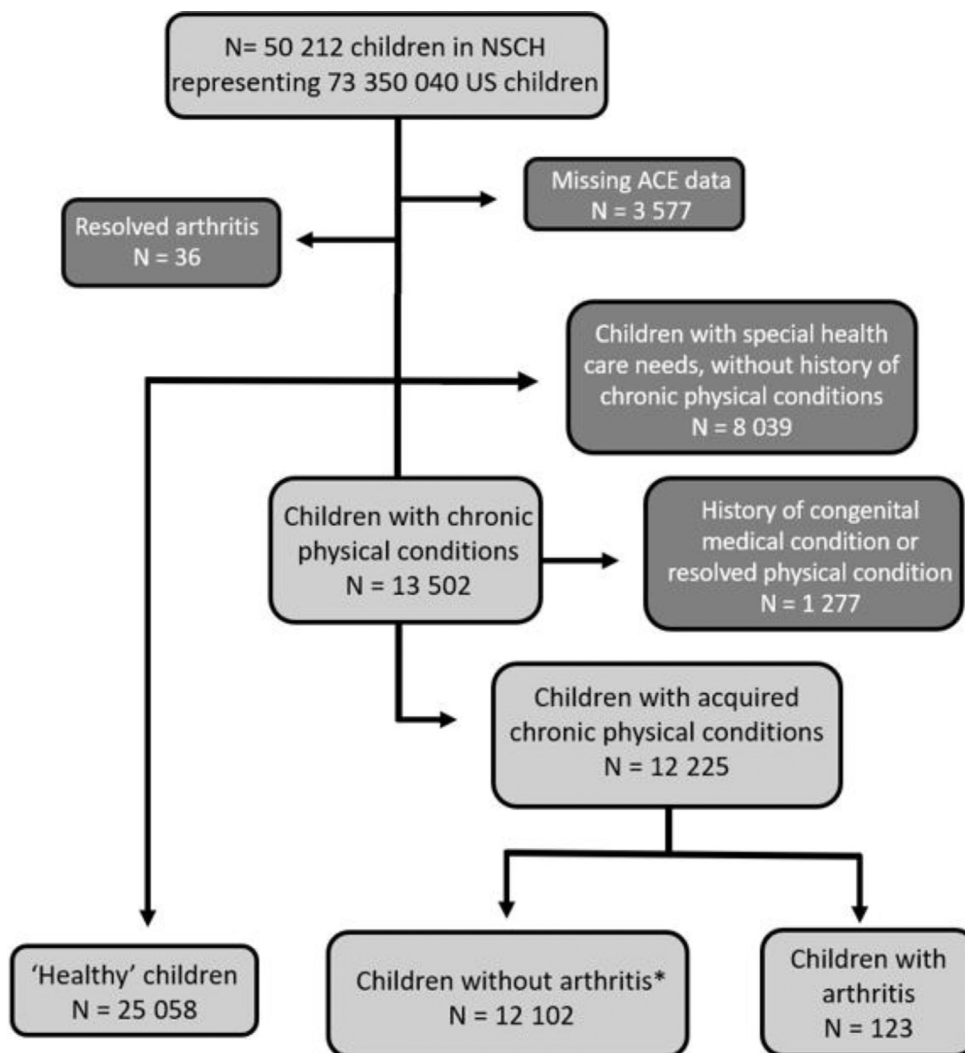 N= 50 212 children in NSCH
representing 73 350 040 US children
Missing ACE data
N = 3 577
Resolved arthritis
N = 36
Children with special health
care needs, without history of
chronic physical conditions
N = 8 039
Children with chronic
physical conditions
N = 13 502
History of congenital
medical condition or
resolved physical condition
N = 1 277
Children with acquired
chronic physical conditions
N = 12 225
‘Healthy’ children
N = 25 058
Children without arthritis*
N = 12 102
Children with
arthritis
N = 123